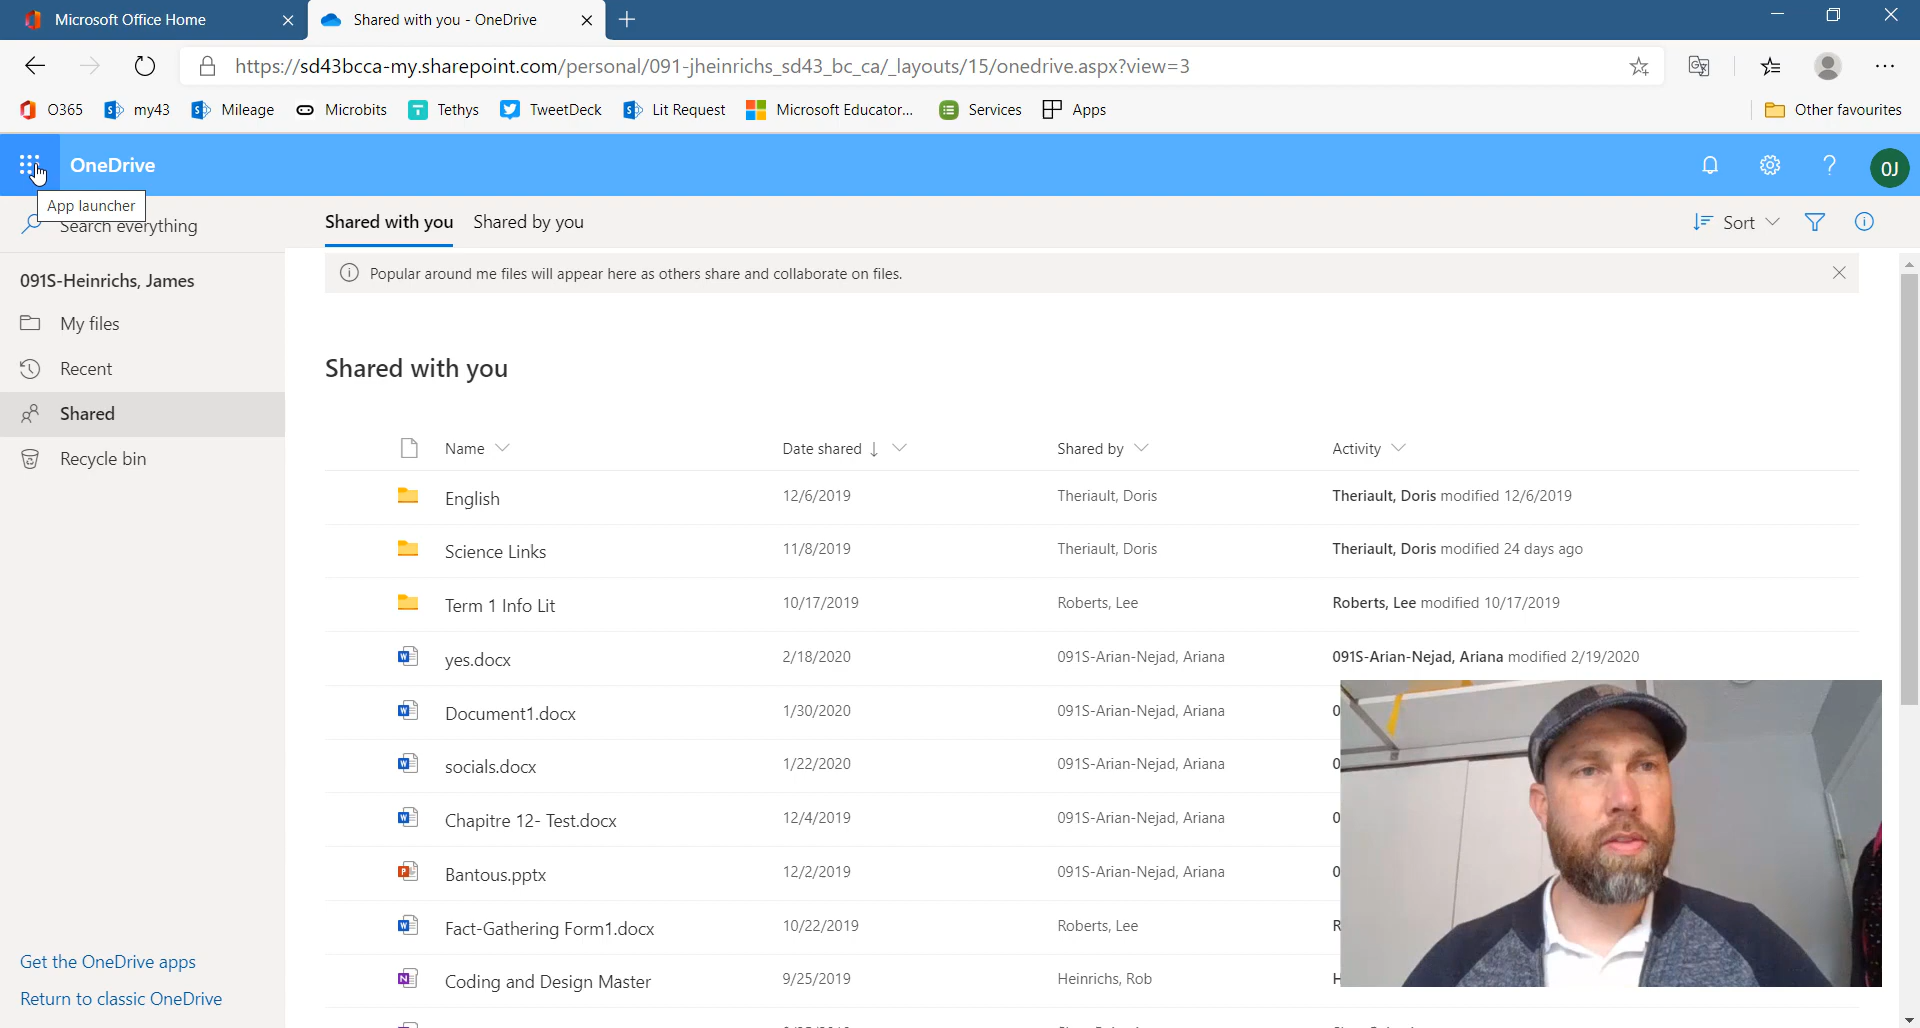 Microsoft Office Home
Shared with you - OneDrive
https://sd43bcca-my.sharepoint.com/personal/091-jheinrichs_sd43_bc_ca/_layouts/15/onedrive.aspx?view=3
O365 my43 Mileage Microbits Tethys TweetDeck Lit Request Microsoft Educator... Services Apps Other favourites
OneDrive ? OJ
App launcher
Search everything
Shared with you Shared by you Sort
091S-Heinrichs, James
My files
Recent
Shared
Recycle bin
Get the OneDrive apps
Return to classic OneDrive
Popular around me files will appear here as others share and collaborate on files.
Shared with you
Name Date shared Shared by Activity
English 12/6/2019 Theriault, Doris Theriault, Doris modified 12/6/2019
Science Links 11/8/2019 Theriault, Doris Theriault, Doris modified 24 days ago
Term 1 Info Lit 10/17/2019 Roberts, Lee Roberts, Lee modified 10/17/2019
yes.docx 2/18/2020 091S-Arian-Nejad, Ariana 091S-Arian-Nejad, Ariana modified 2/19/2020
Document1.docx 1/30/2020 091S-Arian-Nejad, Ariana
socials.docx 1/22/2020 091S-Arian-Nejad, Ariana
Chapitre 12- Test.docx 12/4/2019 091S-Arian-Nejad, Ariana
Bantous.pptx 12/2/2019 091S-Arian-Nejad, Ariana
Fact-Gathering Form1.docx 10/22/2019 Roberts, Lee
Coding and Design Master 9/25/2019 Heinrichs, Rob